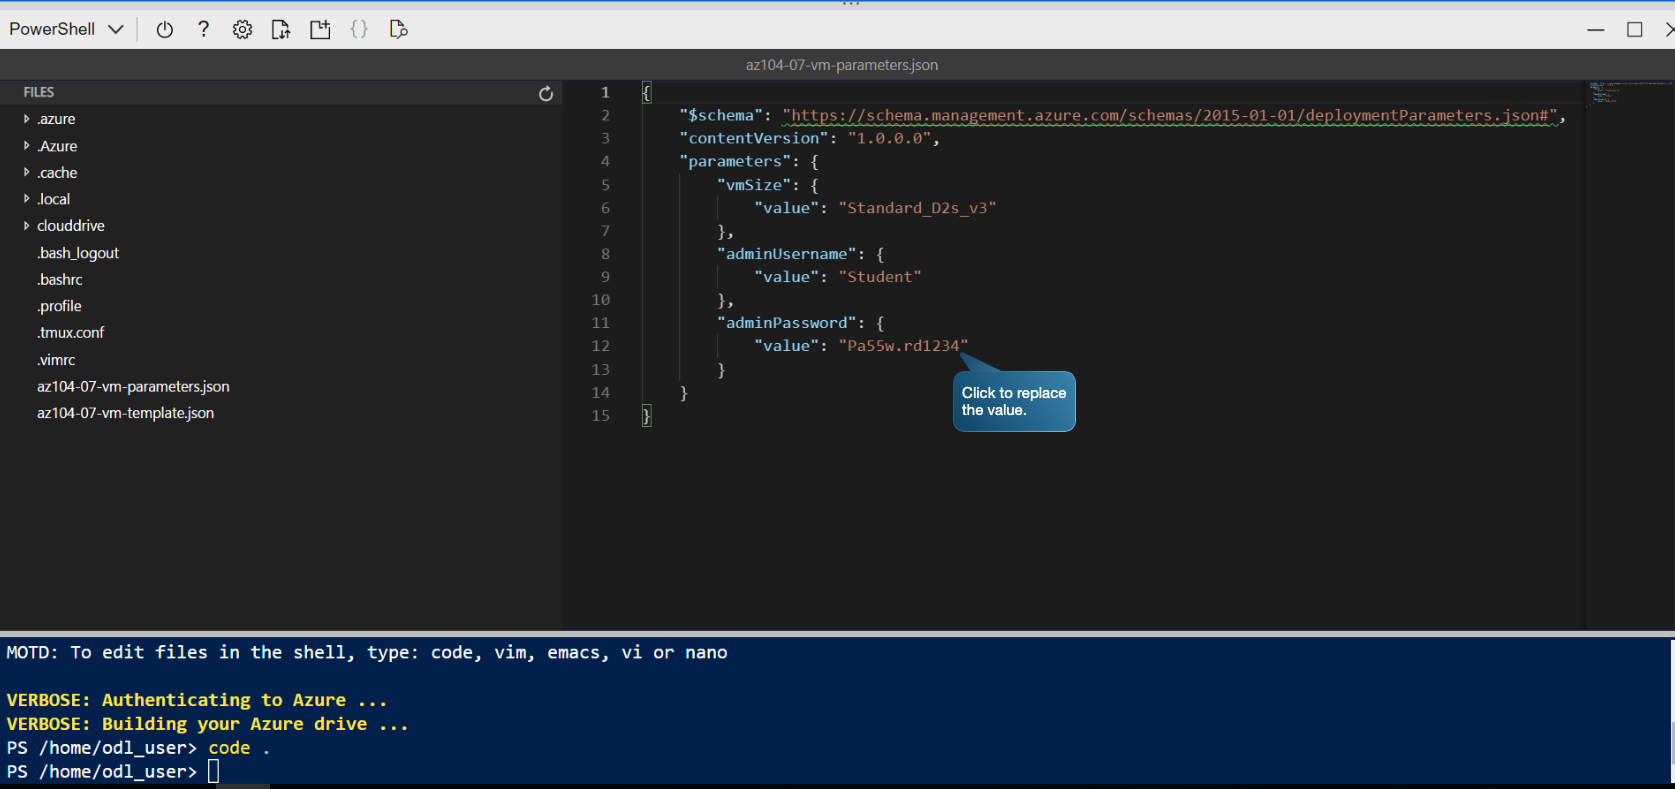 PowerShell
az104-07-vm-parameters.json
FILES
.azure
.Azure
.cache
.local
clouddrive
.bash_logout
.bashrc
.profile
.tmux.conf
.vimrc
az104-07-vm-parameters.json
az104-07-vm-template.json
1 {
2 "$schema": "https://schema.management.azure.com/schemas/2015-01-01/deploymentParameters.json#",
3 "contentVersion": "1.0.0.0",
4 "parameters": {
5 "vmSize": {
6 "value": "Standard_D2s_v3"
7 },
8 "adminUsername": {
9 "value": "Student"
10 },
11 "adminPassword": {
12 "value": "Pa55w.rd1234"
13 }
14 }
15 }
Click to replace
the value.
MOTD: To edit files in the shell, type: code, vim, emacs, vi or nano
VERBOSE: Authenticating to Azure ...
VERBOSE: Building your Azure drive ...
PS /home/odl_user> code .
PS /home/odl_user>